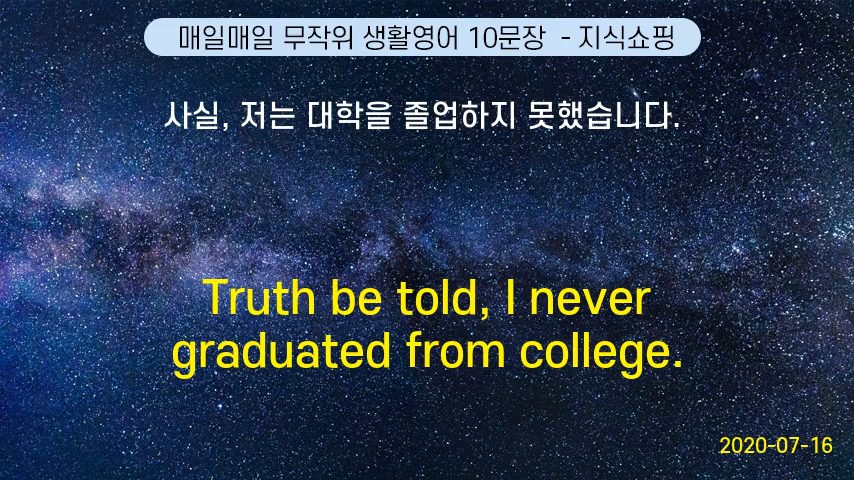 매일매일 무작위 생활영어 10문장 - 지식쇼핑
사실, 저는 대학을 졸업하지 못했습니다.
Truth be told, I never
graduated from college.
2020-07-16